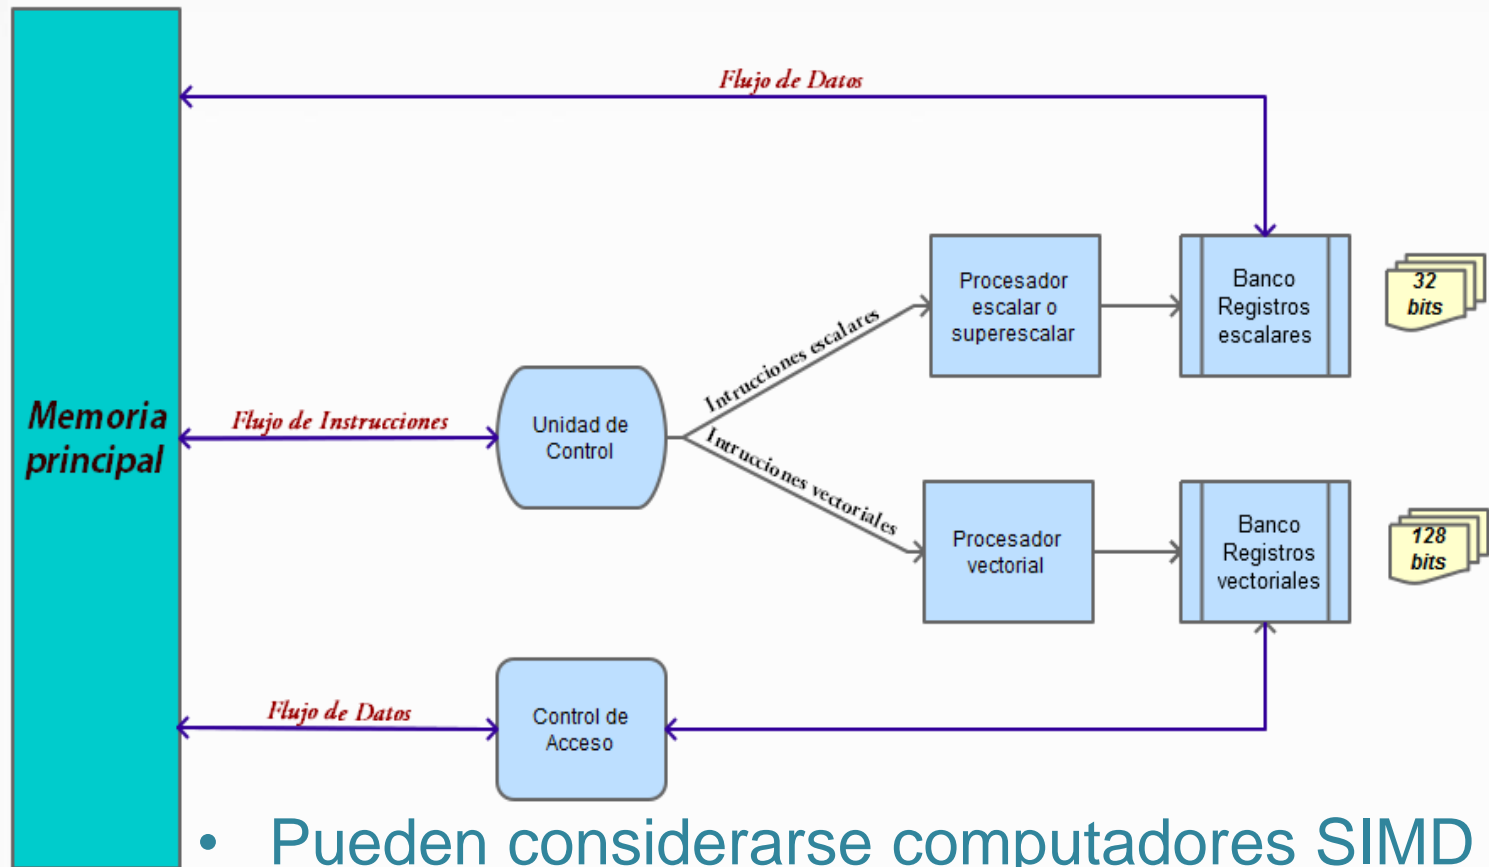 Flujo de Datos
Procesador
escalar o
superescalar
Banco
Registros
escalares
32
bits
Intrucciones escalares
Memoria
principal
Flujo de Instrucciones
Unidad de
Control
Intrucciones vectoriales
Procesador
vectorial
Banco
Registros
vectoriales
128
bits
Flujo de Datos
Control de
Acceso
• Pueden considerarse computadores SIMD